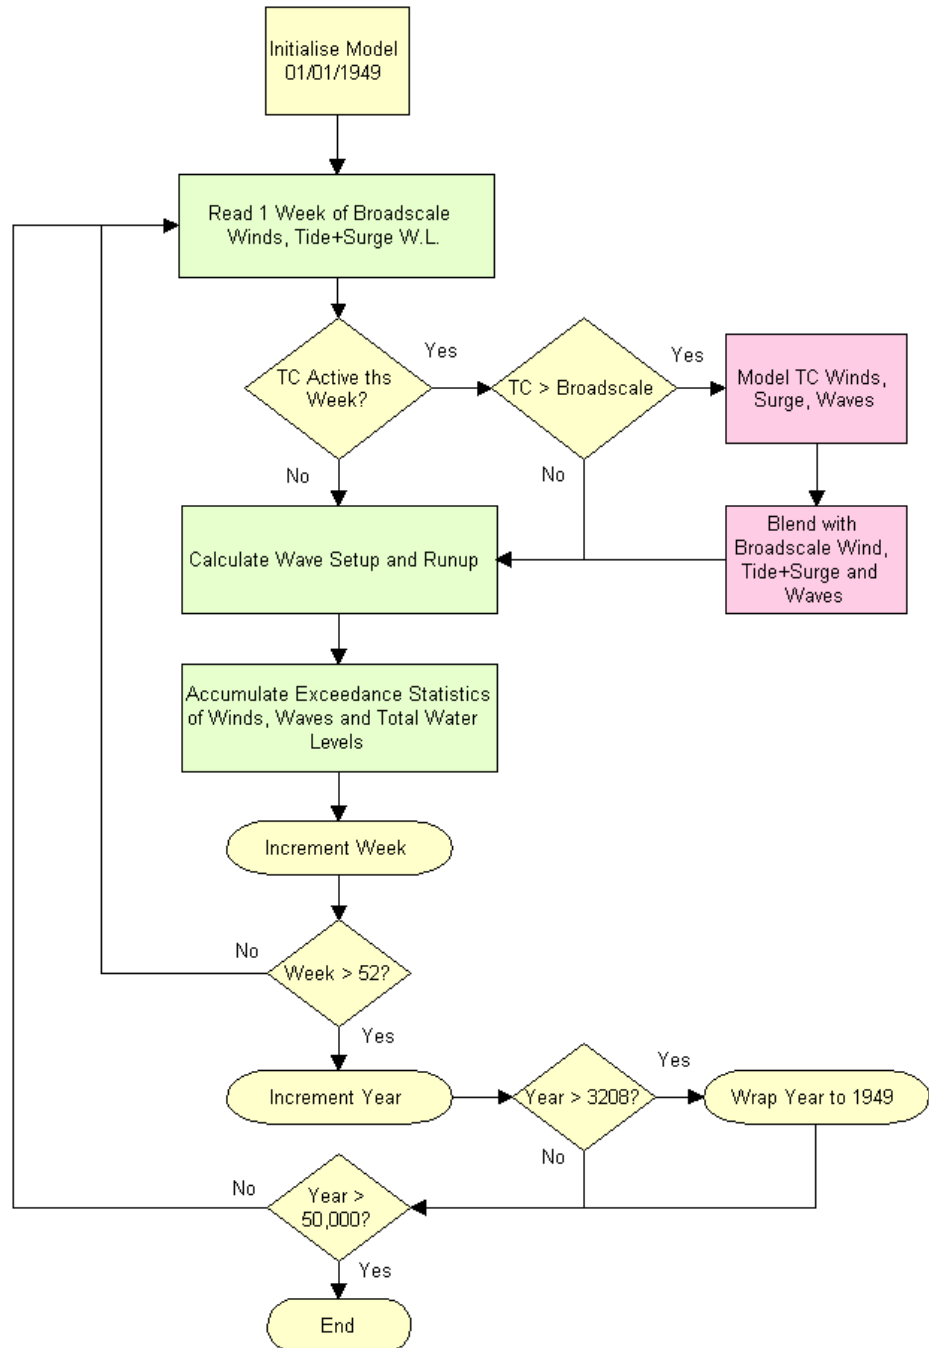 Initialise Model
01/01/1949
Read 1 Week of Broadscale
Winds, Tide+Surge W.L.
TC Active ths
Week?
Yes
TC > Broadscale
Yes
Model TC Winds,
Surge, Waves
No
No
Blend with
Broadscale Wind,
Tide+Surge and
Waves
Calculate Wave Setup and Runup
Accumulate Exceedance Statistics
of Winds, Waves and Total Water
Levels
Increment Week
No
Week > 52?
Yes
Increment Year
Year > 3208?
Yes
Wrap Year to 1949
No
No
Year >
50,000?
Yes
End